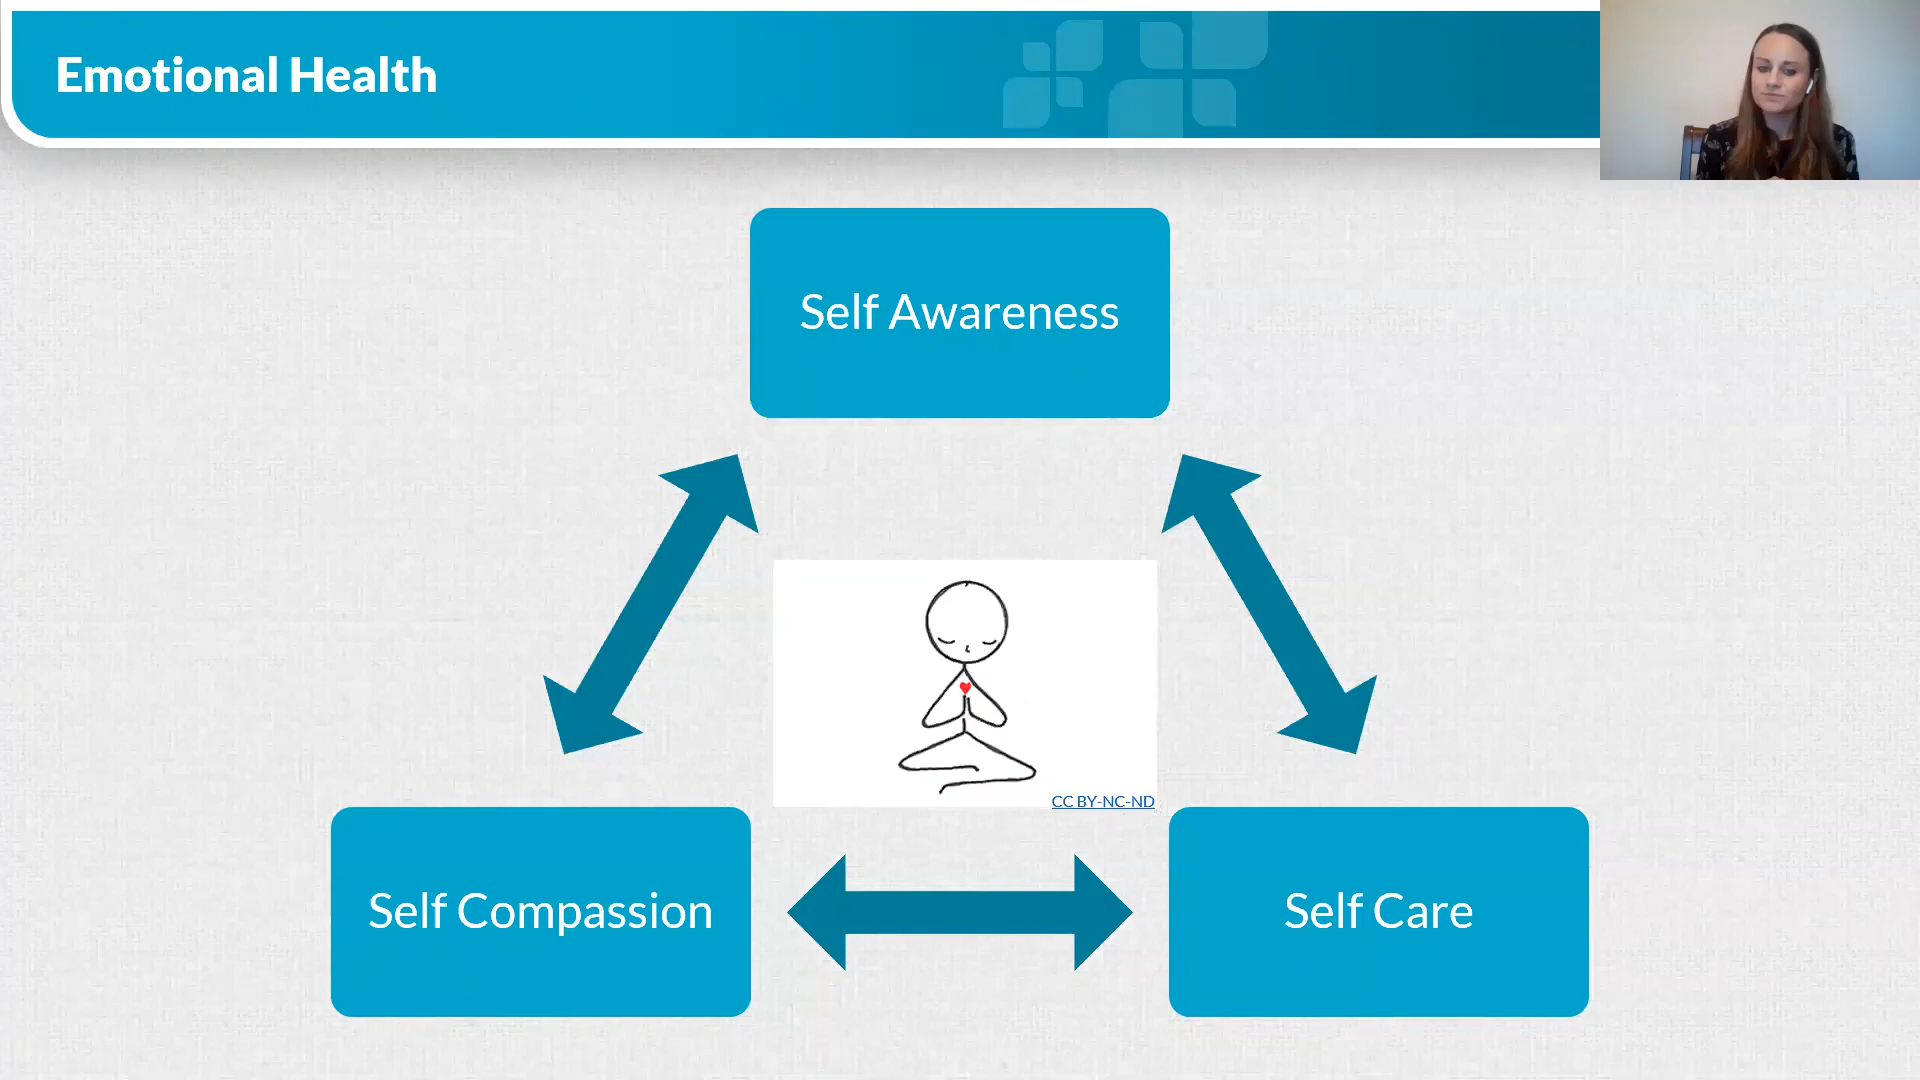 Emotional Health
Self Awareness
CC BY-NC-ND
Self Compassion
Self Care